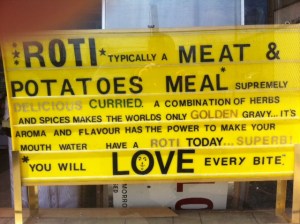 *ROTI* TYPICALLY A MEAT &
POTATOES MEAL* SUPREMELY
DELICIOUS CURRIED. A COMBINATION OF HERBS
AND SPICES MAKES THE WORLDS ONLY GOLDEN GRAVY...IT'S
AROMA AND FLAVOUR HAS THE POWER TO MAKE YOUR
MOUTH WATER HAVE A ROTI TODAY...SUPERB!
*YOU WILL LOVE EVERY BITE*